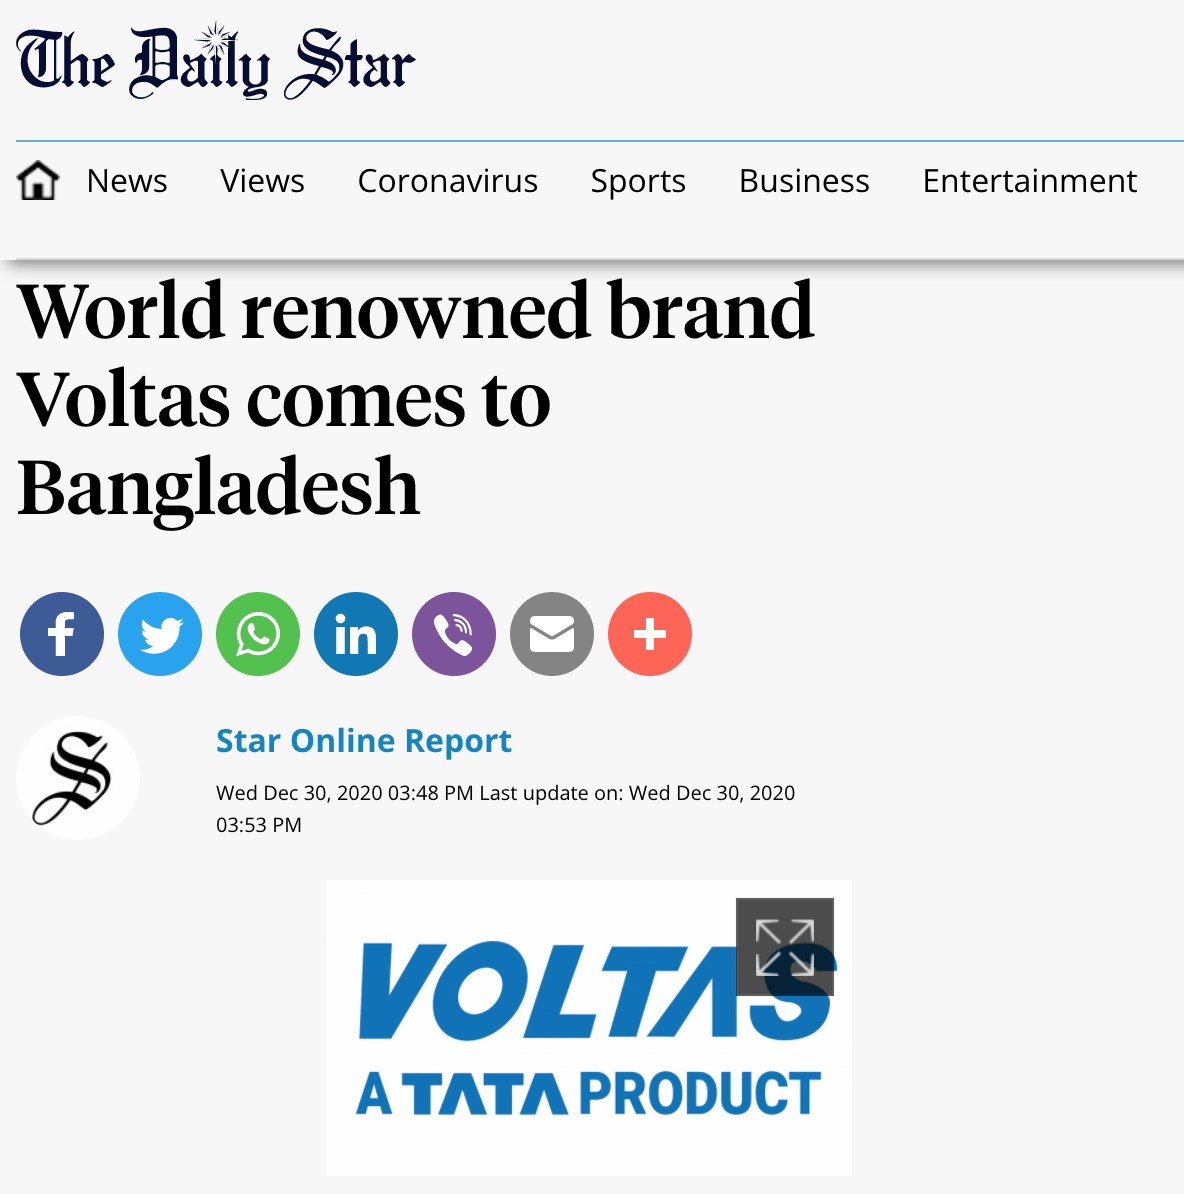 The Daily Star
News Views Coronavirus Sports Business Entertainment
World renowned brand
Voltas comes to
Bangladesh
Star Online Report
Wed Dec 30, 2020 03:48 PM Last update on: Wed Dec 30, 2020
03:53 PM
VOLTAS
A TATA PRODUCT